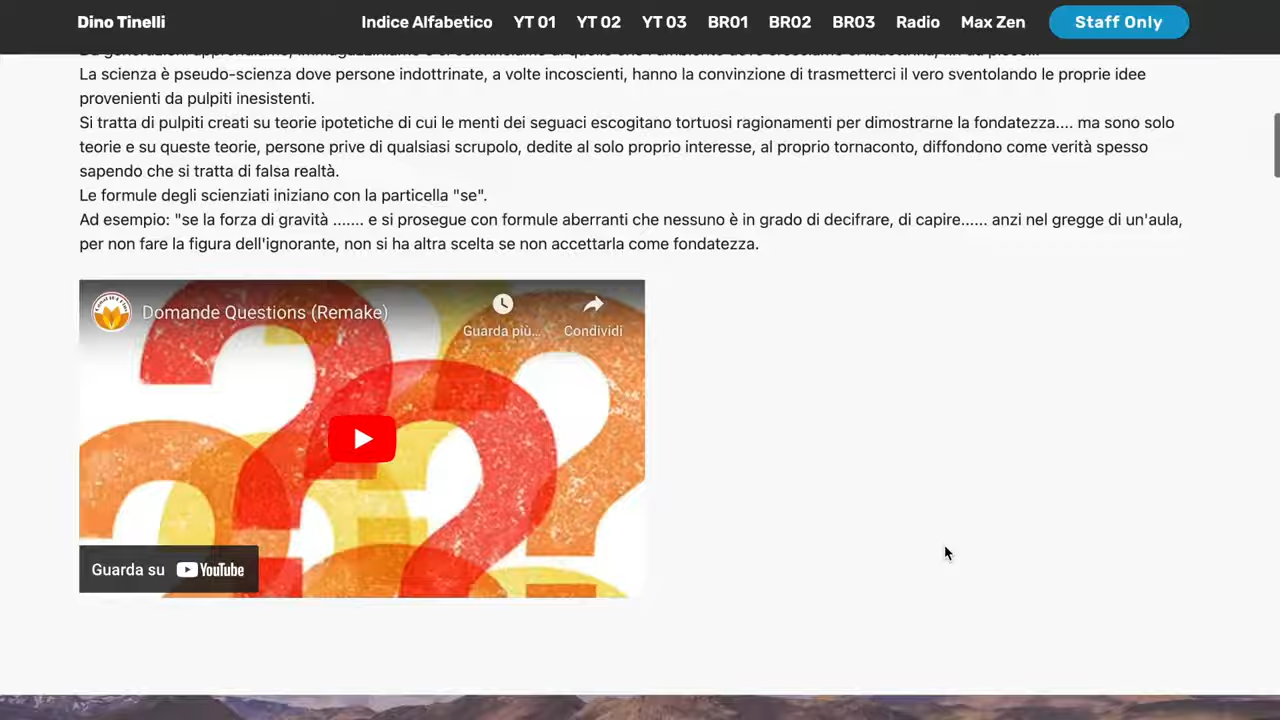 Dino Tinelli
Indice Alfabetico YT 01 YT 02 YT 03 BR01 BR02 BR03 Radio Max Zen Staff Only
La scienza è pseudo-scienza dove persone indottrinate, a volte incoscienti, hanno la convinzione di trasmetterci il vero sventolando le proprie idee
provenienti da pulpiti inesistenti.
Si tratta di pulpiti creati su teorie ipotetiche di cui le menti dei seguaci escogitano tortuosi ragionamenti per dimostrarne la fondatezza.... ma sono solo
teorie e su queste teorie, persone prive di qualsiasi scrupolo, dedite al solo proprio interesse, al proprio tornaconto, diffondono come verità spesso
sapendo che si tratta di falsa realtà.
Le formule degli scienziati iniziano con la particella "se".
Ad esempio: "se la forza di gravità ....... e si prosegue con formule aberranti che nessuno è in grado di decifrare, di capire...... anzi nel gregge di un'aula,
per non fare la figura dell'ignorante, non si ha altra scelta se non accettarla come fondatezza.
Domande Questions (Remake)
Guarda più... Condividi
Guarda su YouTube